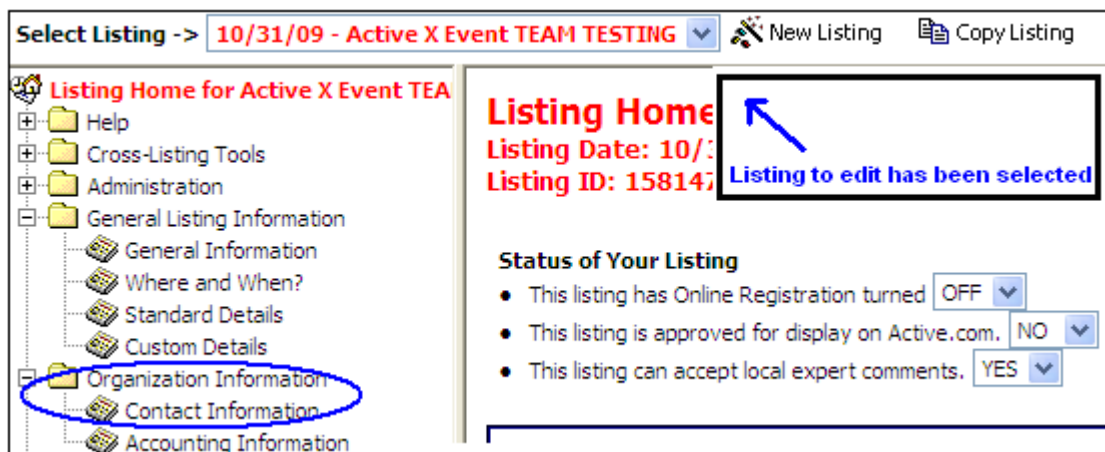 Select Listing -> 10/31/09 - Active X Event TEAM TESTING New Listing Copy Listing
Listing Home for Active X Event TEA
Help
Cross-Listing Tools
Administration
General Listing Information
General Information
Where and When?
Standard Details
Custom Details
Organization Information
Contact Information
Accounting Information
Listing Home
Listing Date: 10/3
Listing ID: 158147
Listing to edit has been selected
Status of Your Listing
• This listing has Online Registration turned OFF
• This listing is approved for display on Active.com. NO
• This listing can accept local expert comments. YES